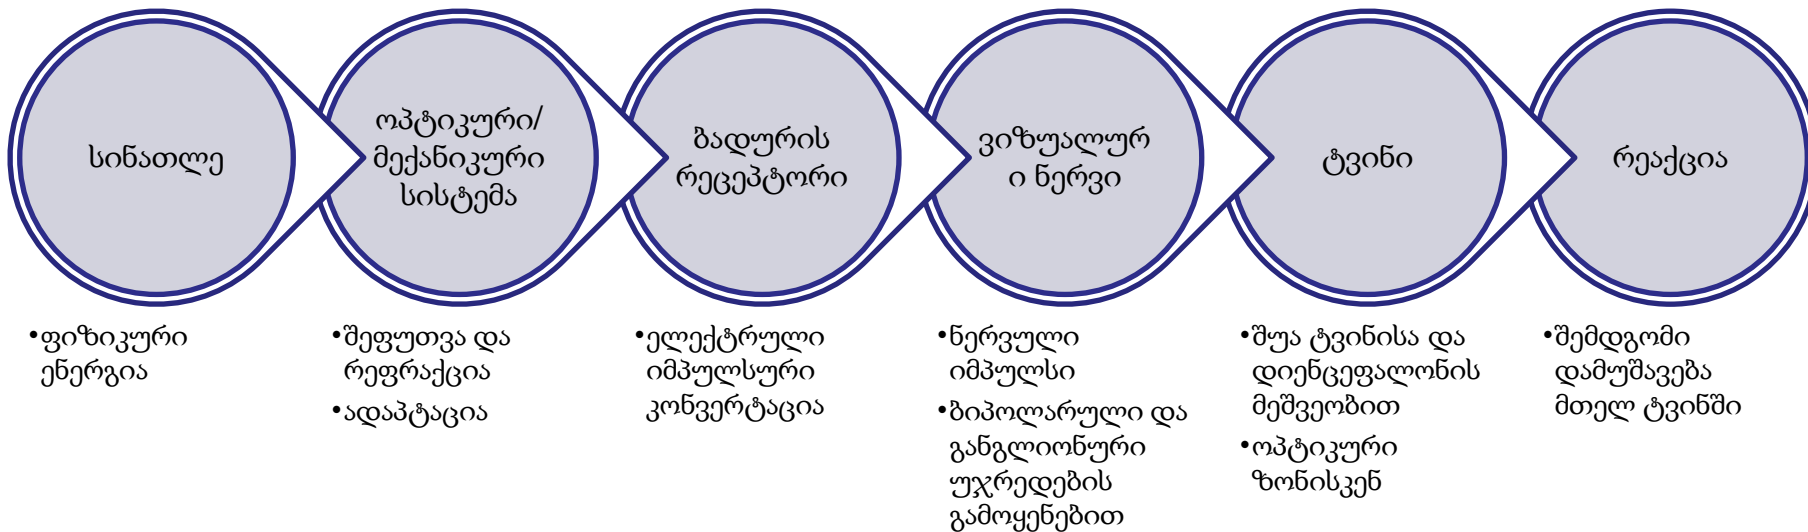 სინათლე
ოპტიკური/
მექანიკური
სისტემა
ბადურის
რეცეპტორი
ვიზუალურ
ი ნერვი
ტვინი
რეაქცია
•ფიზიკური
ენერგია
•შეფუთვა და
რეფრაქცია
•ადაპტაცია
•ელექტრული
იმპულსური
კონვერტაცია
•ნერვული
იმპულსი
•ბიპოლარული და
განგლიონური
უჯრედების
გამოყენებით
•შუა ტვინისა და
დიენცეფალონის
მეშვეობით
•ოპტიკური
ზონისკენ
•შემდგომი
დამუშავება
მთელ ტვინში